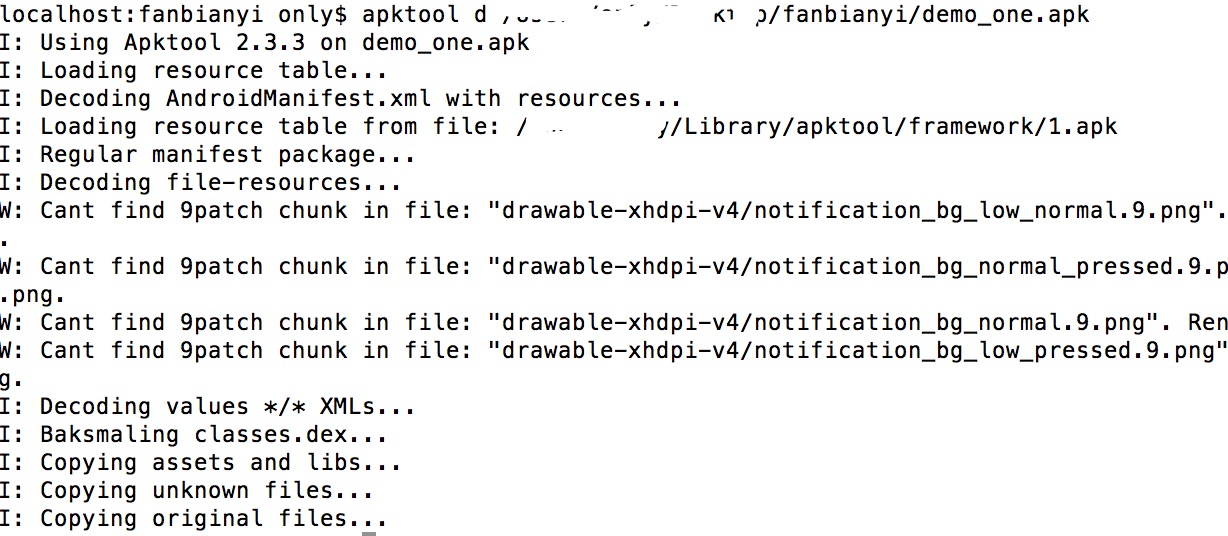 localhost:fanbianyi only$ apktool d p/fanbianyi/demo_one.apk
I: Using Apktool 2.3.3 on demo_one.apk
I: Loading resource table...
I: Decoding AndroidManifest.xml with resources...
I: Loading resource table from file: / y/Library/apktool/framework/1.apk
I: Regular manifest package...
I: Decoding file-resources...
W: Cant find 9patch chunk in file: "drawable-xhdpi-v4/notification_bg_low_normal.9.png".
.
W: Cant find 9patch chunk in file: "drawable-xhdpi-v4/notification_bg_normal_pressed.9.p
.png.
W: Cant find 9patch chunk in file: "drawable-xhdpi-v4/notification_bg_normal.9.png". Ren
W: Cant find 9patch chunk in file: "drawable-xhdpi-v4/notification_bg_low_pressed.9.png"
g.
I: Decoding values */* XMLs...
I: Baksmaling classes.dex...
I: Copying assets and libs...
I: Copying unknown files...
I: Copying original files...